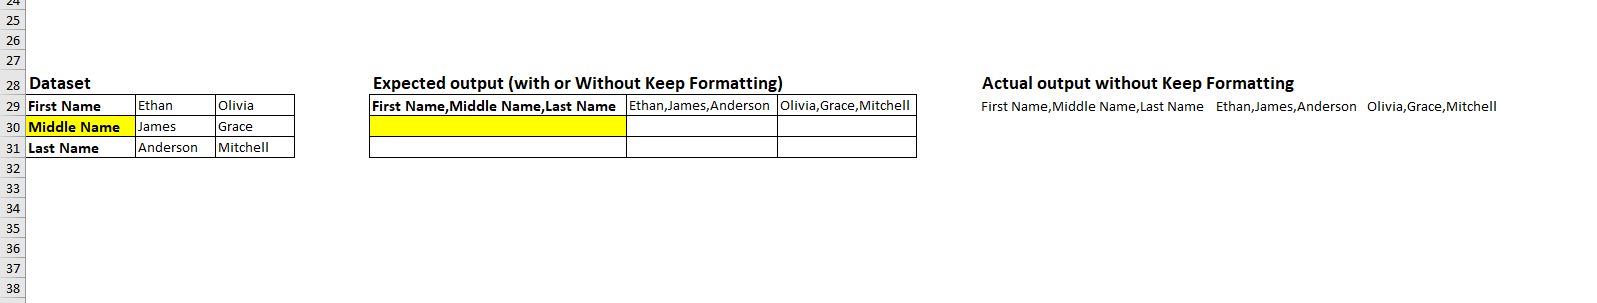 24
25
26
27
28 Dataset Expected output (with or Without Keep Formatting) Actual output without Keep Formatting
29 First Name Ethan Olivia First Name,Middle Name,Last Name Ethan,James,Anderson Olivia,Grace,Mitchell First Name,Middle Name,Last Name Ethan,James,Anderson Olivia,Grace,Mitchell
30 Middle Name James Grace
31 Last Name Anderson Mitchell
32
33
34
35
36
37
38